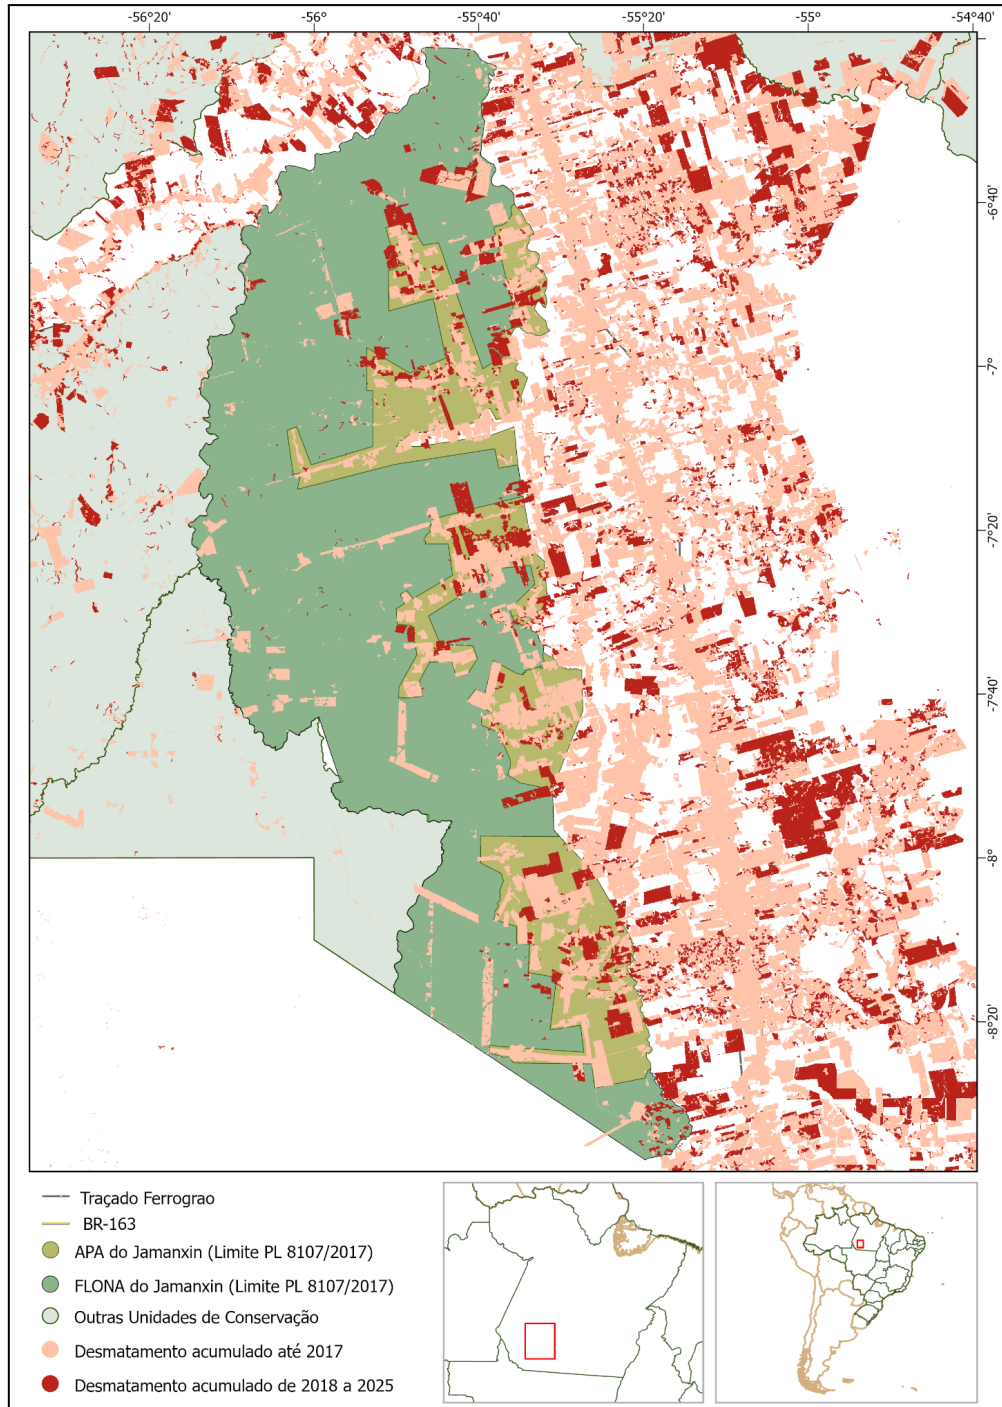 -56°20' -56° -55°40' -55°20' -55° -54°40'
-6°40'
-7°
-7°20'
-7°40'
-8°
-8°20'
Traçado Ferrograo
BR-163
APA do Jamanxin (Limite PL 8107/2017)
FLONA do Jamanxin (Limite PL 8107/2017)
Outras Unidades de Conservação
Desmatamento acumulado até 2017
Desmatamento acumulado de 2018 a 2025